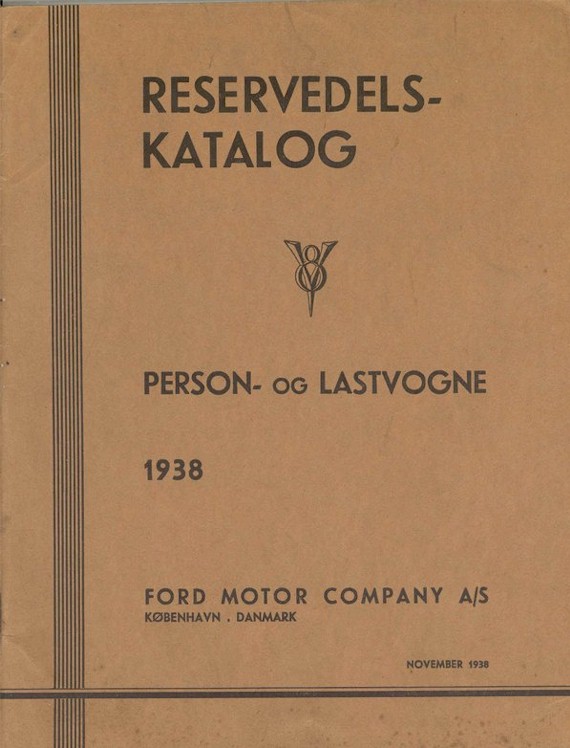 RESERVEDELS-
KATALOG
V8
PERSON- OG LASTVOGNE
1938
FORD MOTOR COMPANY A/S
KØBENHAVN . DANMARK
NOVEMBER 1938